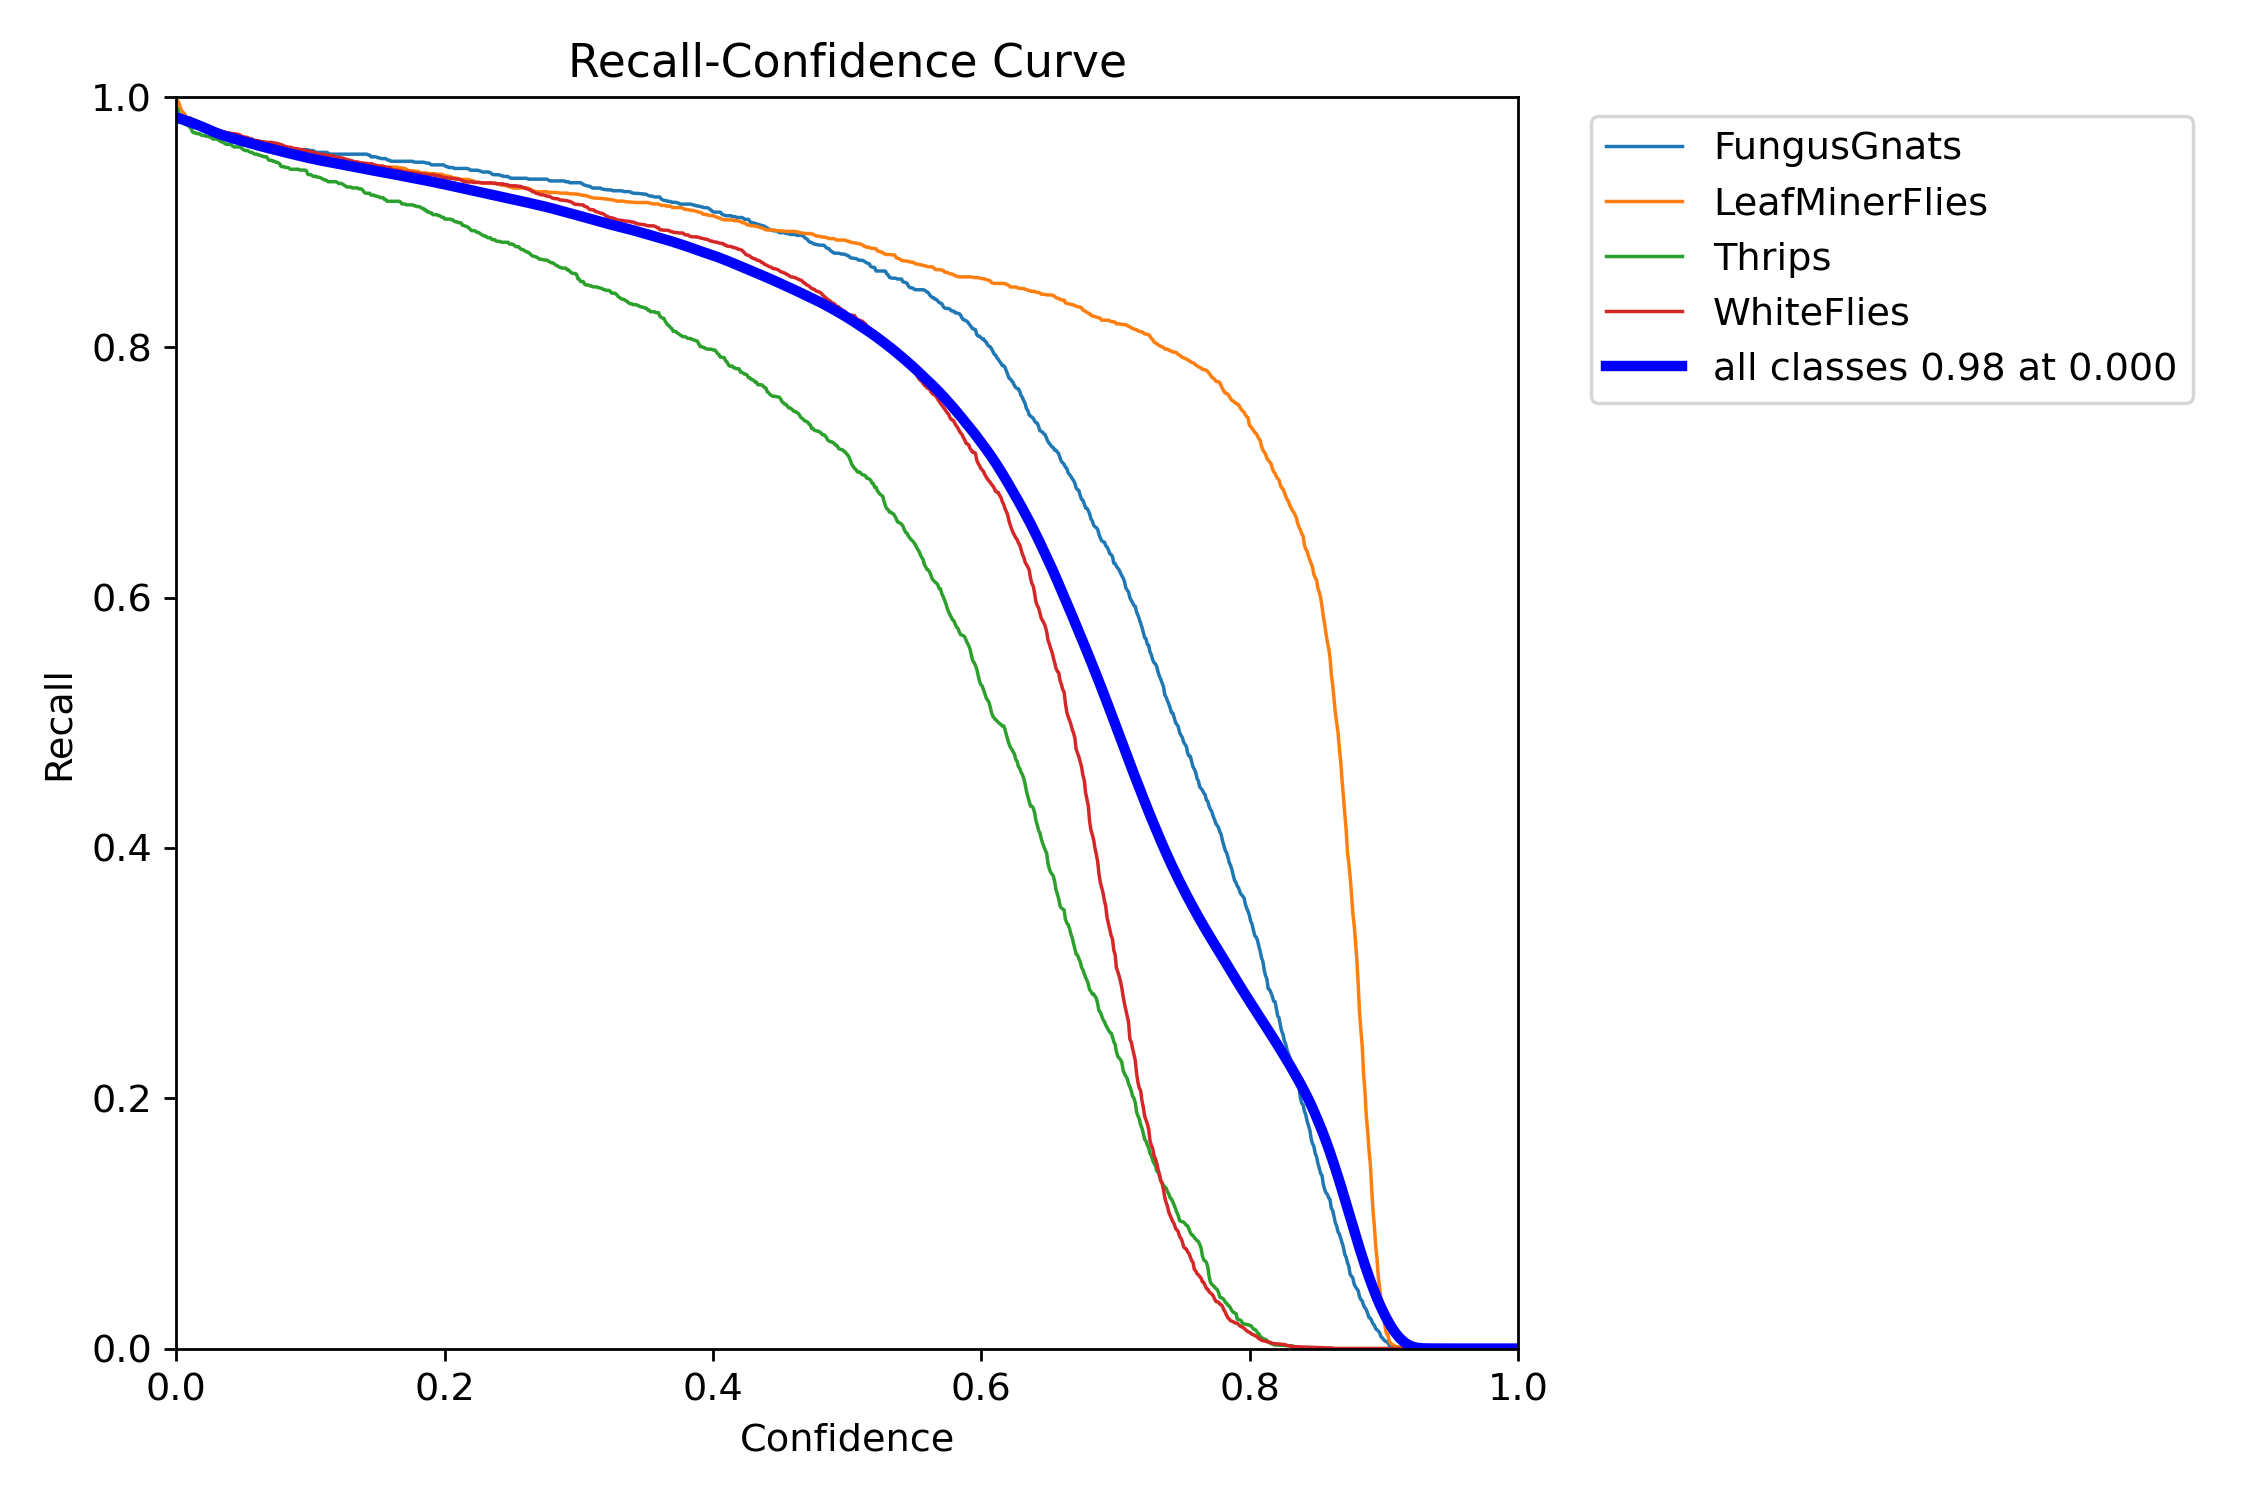 Recall-Confidence Curve
1.0
0.8
0.6
0.4
0.2
0.0
Recall
0.0 0.2 0.4 0.6 0.8 1.0
Confidence
FungusGnats
LeafMinerFlies
Thrips
WhiteFlies
all classes 0.98 at 0.000